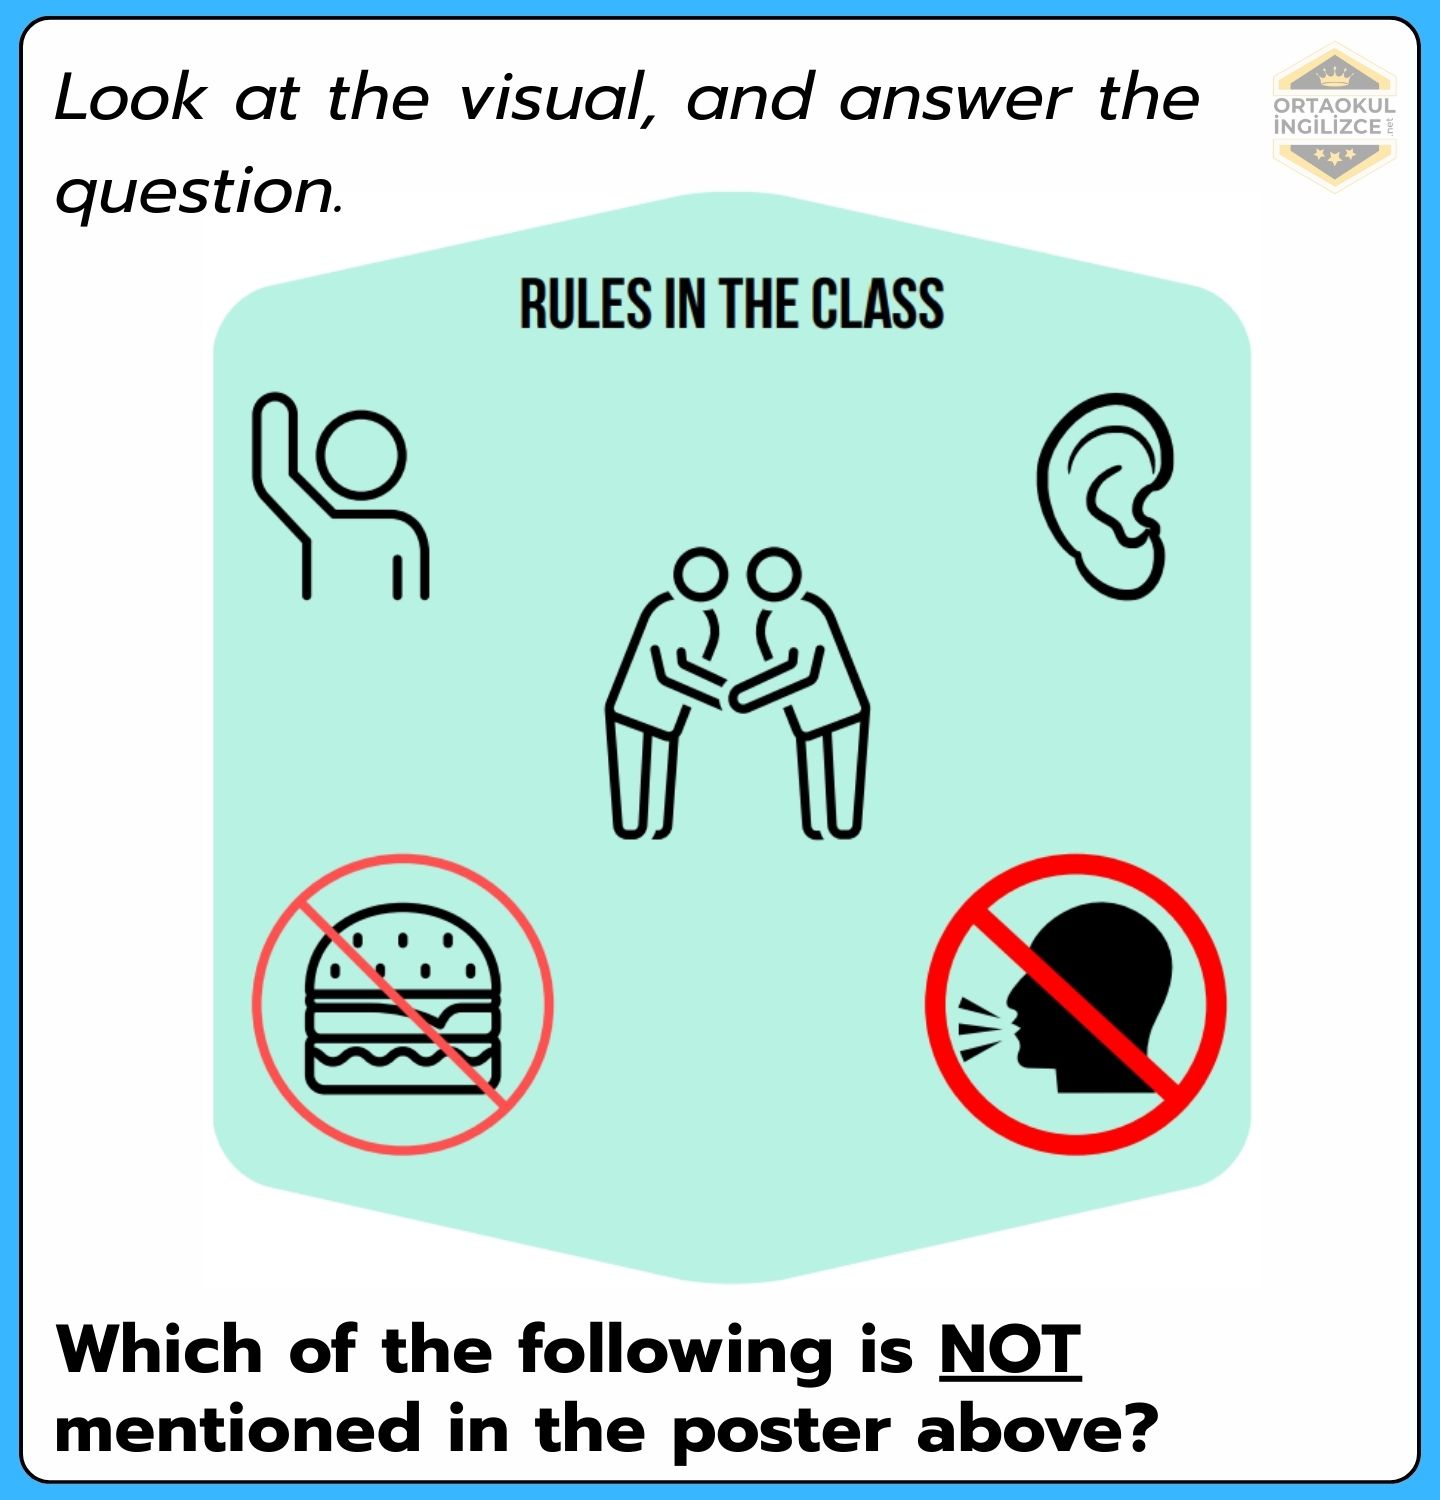 Look at the visual, and answer the
question.
ORTAOKUL
İNGİLİZCE
.net
RULES IN THE CLASS
Which of the following is NOT
mentioned in the poster above?